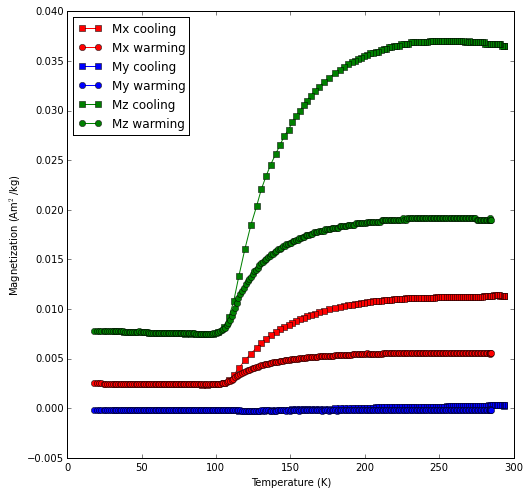 0.040
0.035
0.030
0.025
0.020
0.015
0.010
0.005
0.000
−0.005
Magnetization (Am² /kg)
Mx cooling
Mx warming
My cooling
My warming
Mz cooling
Mz warming
0 50 100 150 200 250 300
Temperature (K)